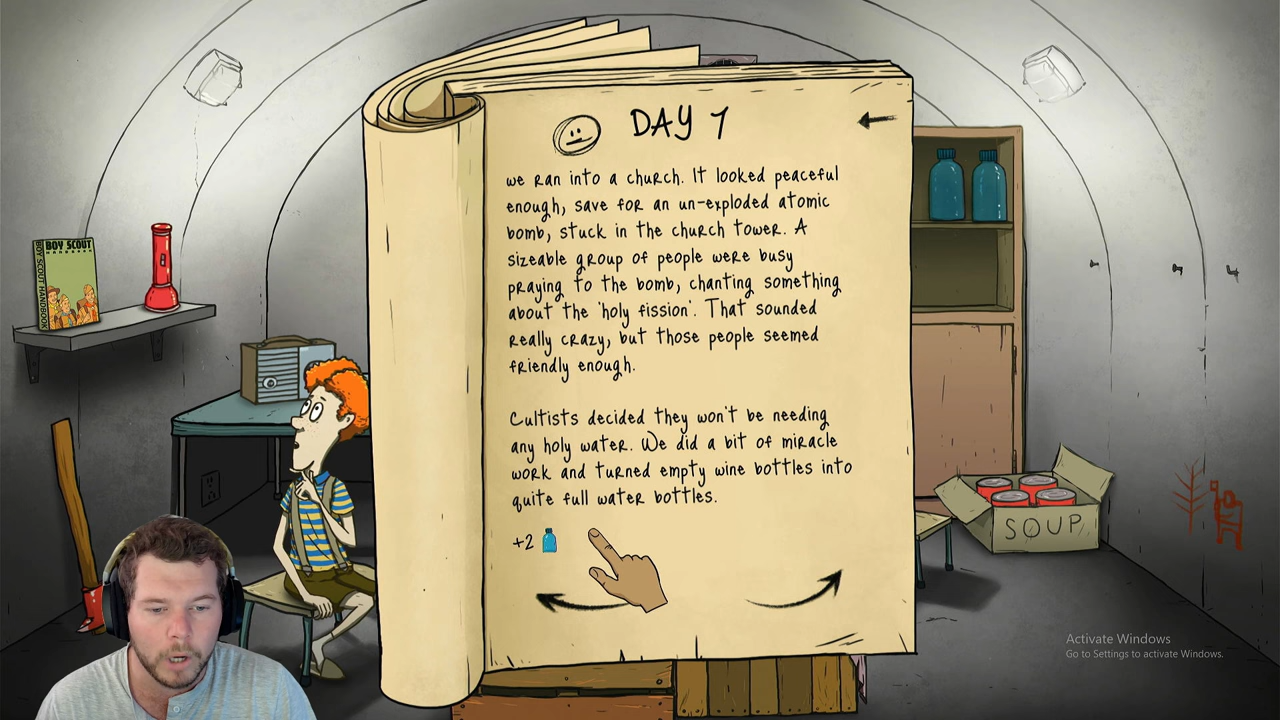 DAY 7
we ran into a church. It looked peaceful
enough, save for an un-exploded atomic
bomb, stuck in the church tower. A
sizeable group of people were busy
praying to the bomb, chanting something
about the 'holy fission'. That sounded
really crazy, but those people seemed
friendly enough.
Cultists decided they won't be needing
any holy water. We did a bit of miracle
work and turned empty wine bottles into
quite full water bottles.
+2
BOY SCOUT
HANDBOOK
BOY SCOUT HANDBOOK
SOUP
Activate Windows
Go to Settings to activate Windows.